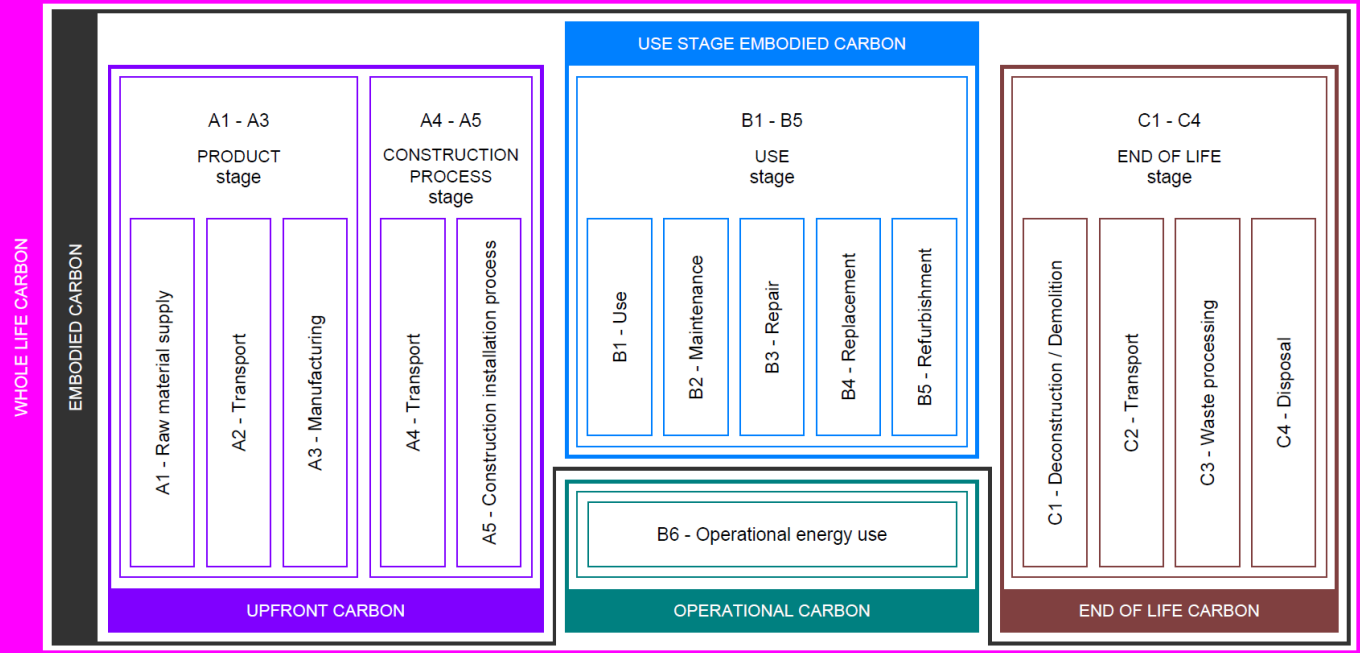 WHOLE LIFE CARBON
EMBODIED CARBON
A1 - A3
PRODUCT
stage
A1 - Raw material supply
A2 - Transport
A3 - Manufacturing
A4 - A5
CONSTRUCTION
PROCESS
stage
A4 - Transport
A5 - Construction installation process
UPFRONT CARBON
USE STAGE EMBODIED CARBON
B1 - B5
USE
stage
B1 - Use
B2 - Maintenance
B3 - Repair
B4 - Replacement
B5 - Refurbishment
B6 - Operational energy use
OPERATIONAL CARBON
C1 - C4
END OF LIFE
stage
C1 - Deconstruction / Demolition
C2 - Transport
C3 - Waste processing
C4 - Disposal
END OF LIFE CARBON